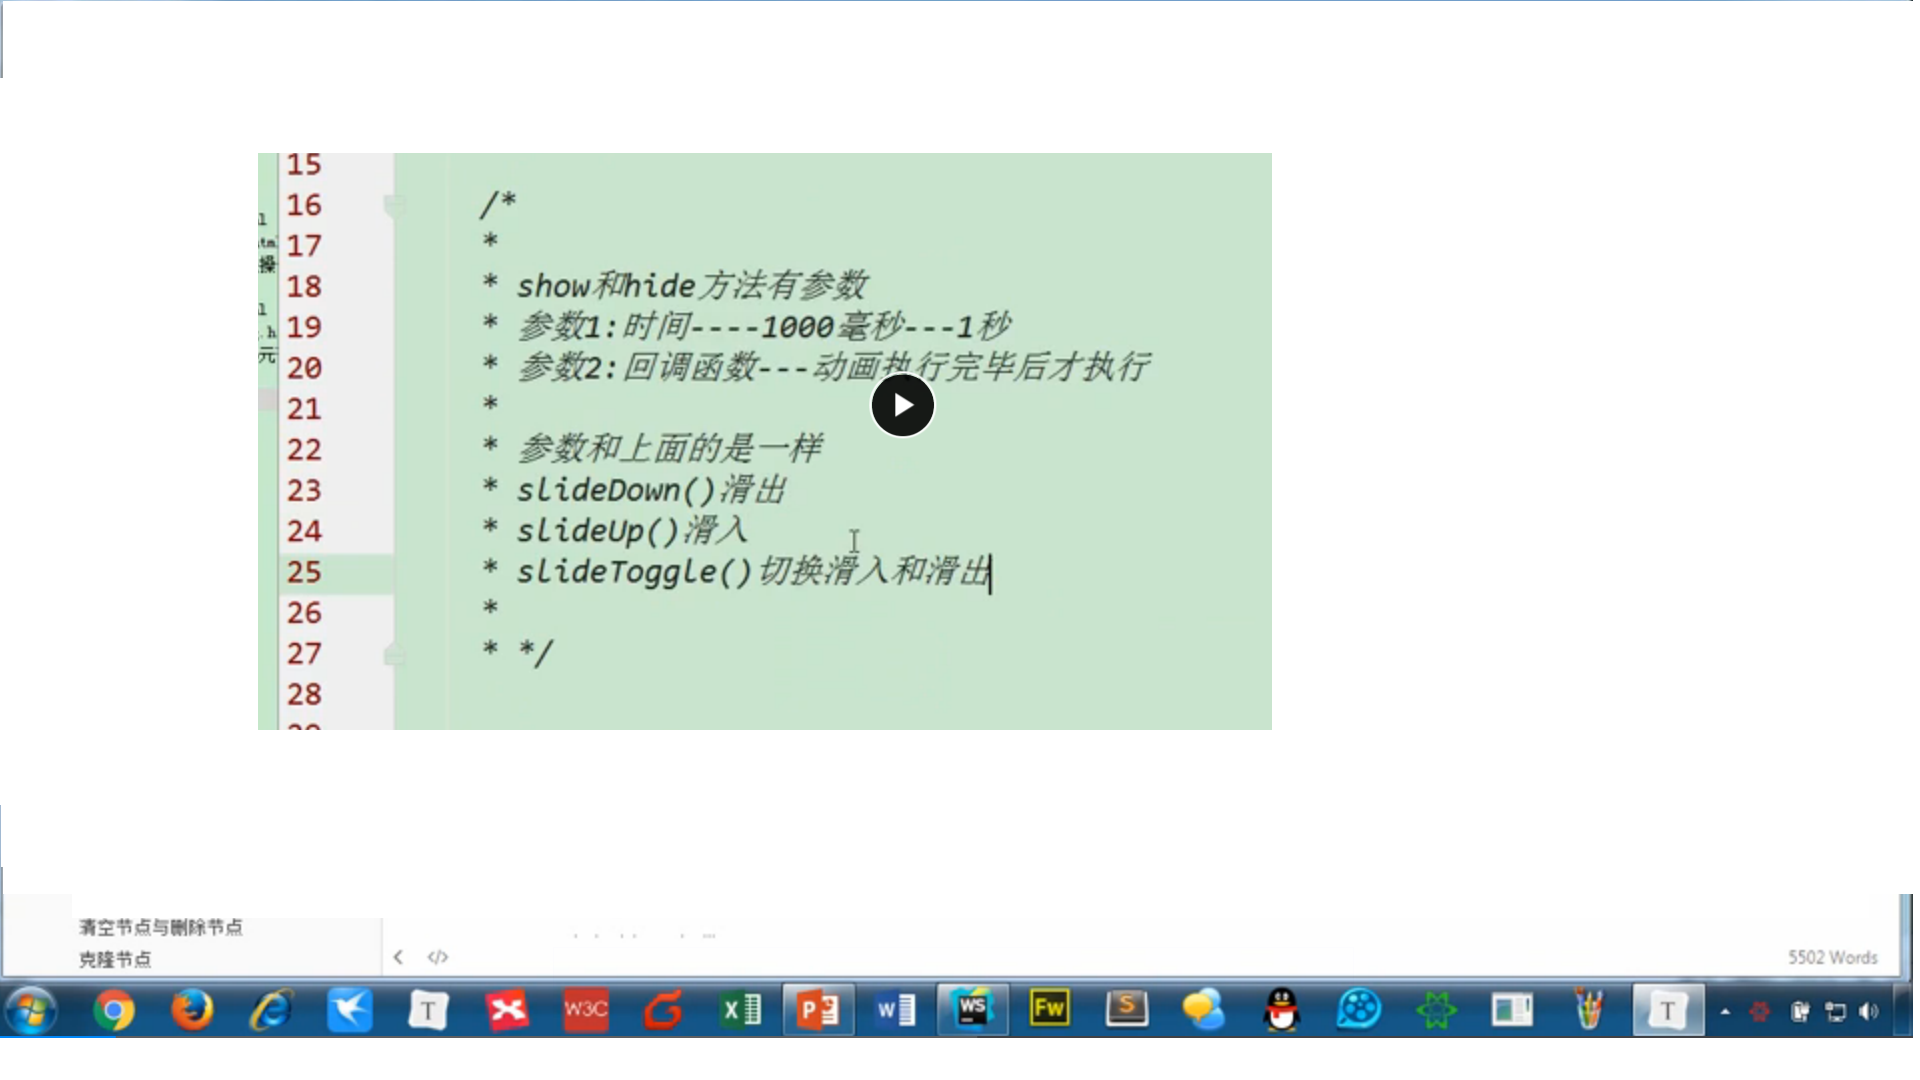 15
16 /*
17 *
18 * show和hide方法有参数
19 * 参数1:时间----1000毫秒---1秒
20 * 参数2:回调函数---动画执行完毕后才执行
21 *
22 * 参数和上面的是一样
23 * slideDown()滑出
24 * slideUp()滑入
25 * slideToggle()切换滑入和滑出
26 *
27 * */
28
清空节点与删除节点
克隆节点
5502 Words
T
W3C
X
P
W
WS
Fw
S
T